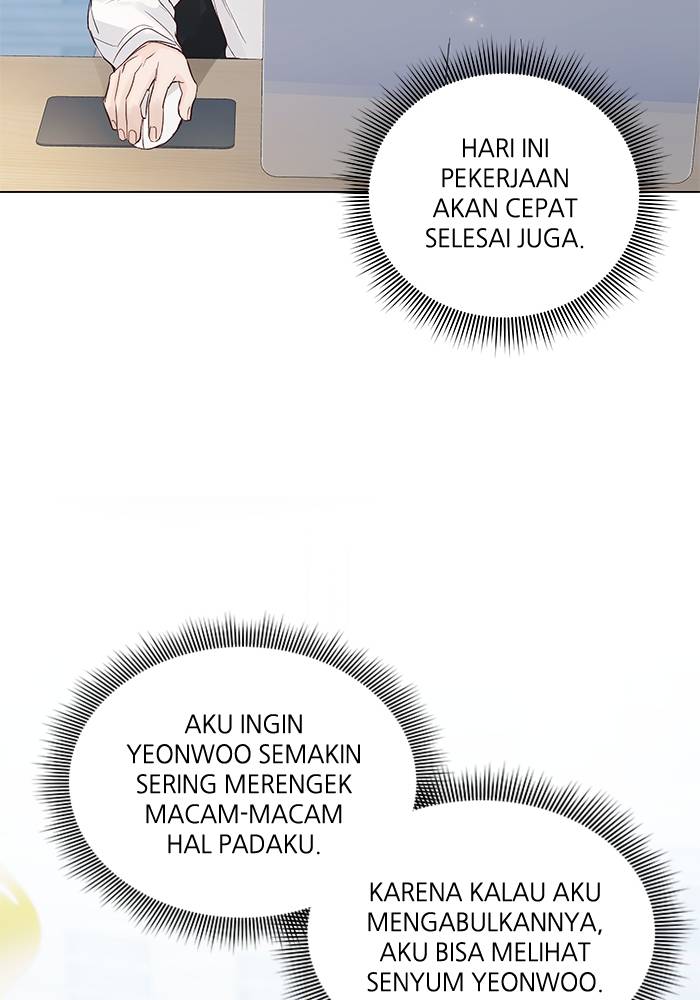 HARI INI
PEKERJAAN
AKAN CEPAT
SELESAI JUGA.
AKU INGIN
YEONWOO SEMAKIN
SERING MERENGEK
MACAM-MACAM
HAL PADAKU.
KARENA KALAU AKU
MENGABULKANNYA,
AKU BISA MELIHAT
SENYUM YEONWOO.